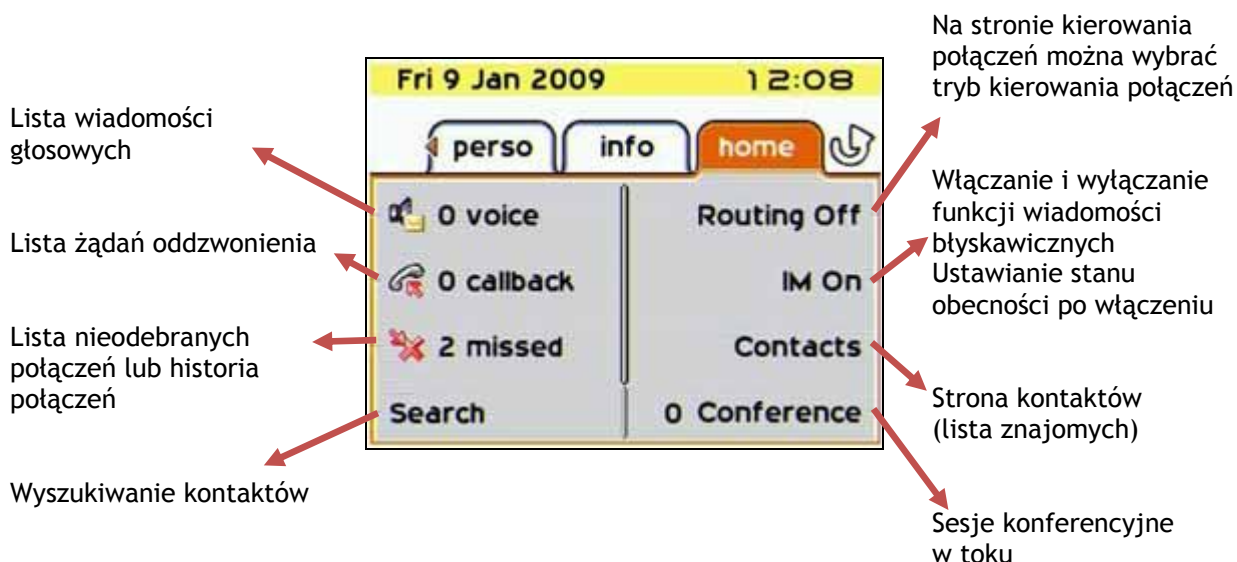 Na stronie kierowania
połączeń można wybrać
tryb kierowania połączeń
Fri 9 Jan 2009 12:08
Lista wiadomości
głosowych
perso info home
Włączanie i wyłączanie
funkcji wiadomości
błyskawicznych
Ustawianie stanu
obecności po włączeniu
0 voice Routing Off
Lista żądań oddzwonienia
0 callback IM On
Lista nieodebranych
połączeń lub historia
połączeń
2 missed Contacts
Strona kontaktów
(lista znajomych)
Search 0 Conference
Wyszukiwanie kontaktów
Sesje konferencyjne
w toku